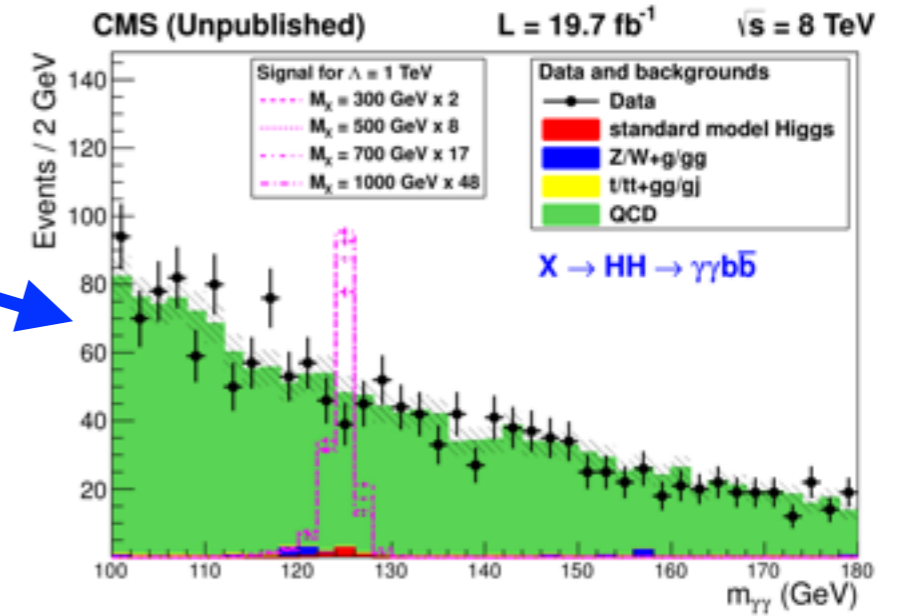 CMS (Unpublished) L = 19.7 fb⁻¹ √s = 8 TeV
Events / 2 GeV
Signal for Λ = 1 TeV
Mₓ = 300 GeV x 2
Mₓ = 500 GeV x 8
Mₓ = 700 GeV x 17
Mₓ = 1000 GeV x 48
Data and backgrounds
Data
standard model Higgs
Z/W+g/gg
t/tt+gg/gj
QCD
X → HH → γγbb̅
140
120
100
80
60
40
20
100 110 120 130 140 150 160 170 180
mᵧᵧ (GeV)